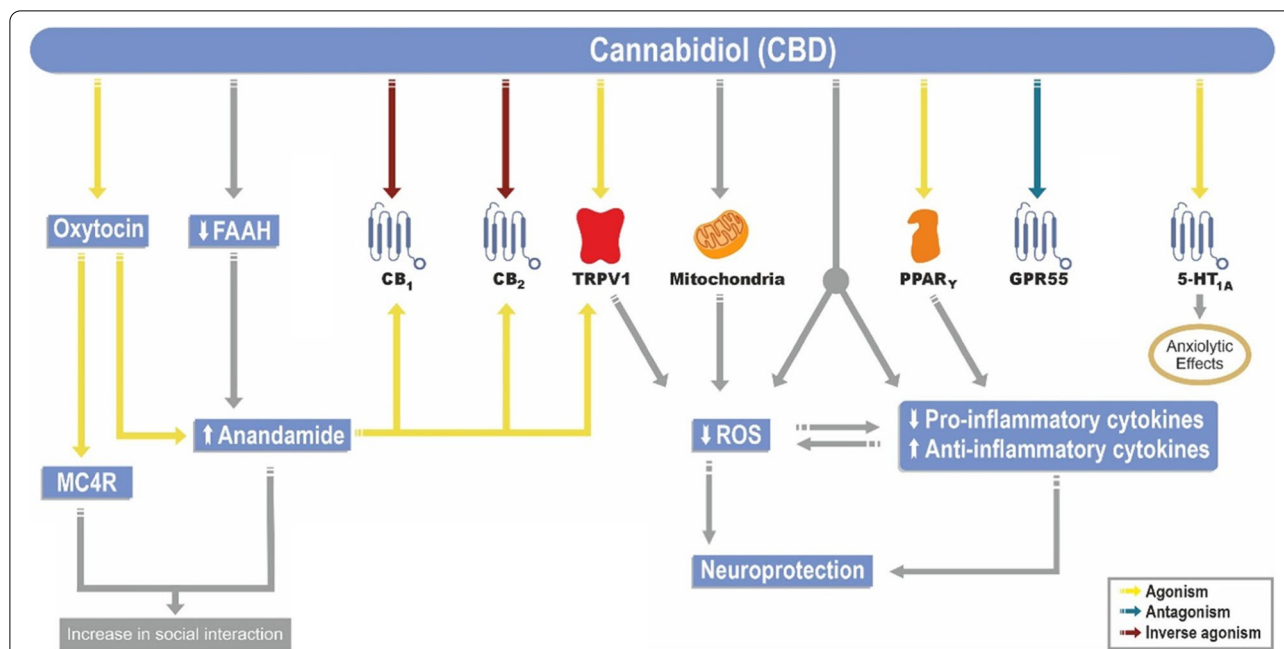 Cannabidiol (CBD)
Oxytocin
⬇FAAH
CB₁
CB₂
TRPV1
Mitochondria
PPARᵧ
GPR55
5-HT₁A
Anxiolytic
Effects
⬆Anandamide
⬇ROS
⬇Pro-inflammatory cytokines
⬆Anti-inflammatory cytokines
MC4R
Neuroprotection
Increase in social interaction
Agonism
Antagonism
Inverse agonism